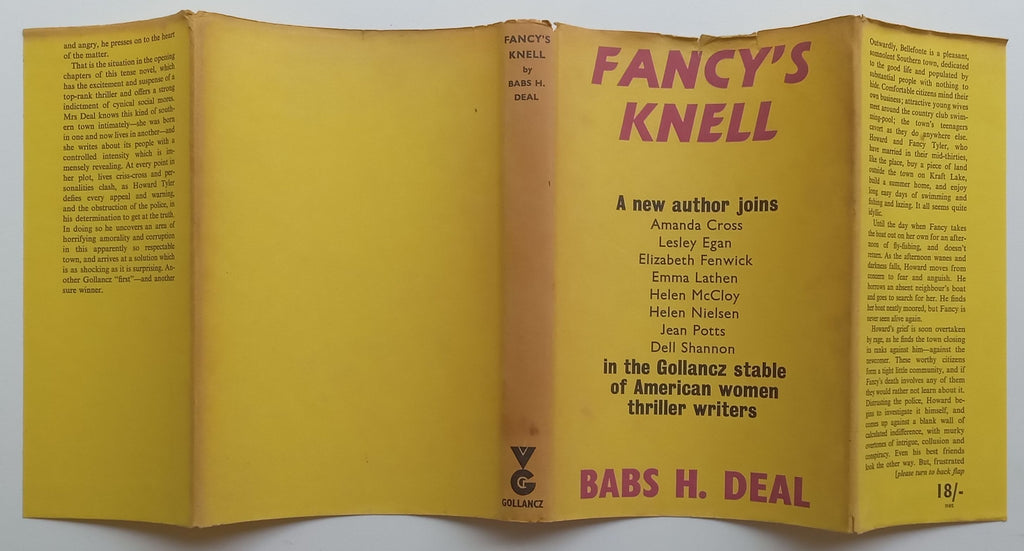 and angry, he presses on to the heart
of the matter.
That is the situation in the opening
chapters of this tense novel, which
has the excitement and suspense of a
top-rank thriller and offers a strong
indictment of cynical social mores.
Mrs Deal knows this kind of south-
ern town intimately—she was born
in one and now lives in another—and
she writes about its people with a
controlled intensity which is im-
mensely revealing. At every point in
her plot, lives criss-cross and per-
sonalities clash, as Howard Tyler
defies every appeal and warning,
and the obstruction of the police, in
his determination to get at the truth.
In doing so he uncovers an area of
horrifying amorality and corruption
in this apparently so respectable
town, and arrives at a solution which
is as shocking as it is surprising. An-
other Gollancz "first"—and another
sure winner.
FANCY'S
KNELL
by
BABS H.
DEAL
VG
GOLLANCZ
FANCY'S
KNELL
A new author joins
Amanda Cross
Lesley Egan
Elizabeth Fenwick
Emma Lathen
Helen McCloy
Helen Nielsen
Jean Potts
Dell Shannon
in the Gollancz stable
of American women
thriller writers
BABS H. DEAL
Outwardly, Bellefonte is a pleasant,
somnolent Southern town, dedicated
to the good life and populated by
substantial people with nothing to
hide. Comfortable citizens mind their
own business; attractive young wives
meet around the country club swim-
ming-pool; the town's teenagers
cavort as they do anywhere else.
Howard and Fancy Tyler, who
have married in their mid-thirties,
like the place, buy a piece of land
outside the town on Kraft Lake,
build a summer home, and enjoy
long easy days of swimming and
fishing and lazing. It all seems quite
idyllic.
Until the day when Fancy takes
the boat out on her own for an after-
noon of fly-fishing, and doesn't
return. As the afternoon wanes and
darkness falls, Howard moves from
concern to fear and anguish. He
borrows an absent neighbour's boat
and goes to search for her. He finds
her boat neatly moored, but Fancy is
never seen alive again.
Howard's grief is soon overtaken
by rage, as he finds the town closing
in ranks against him—against the
newcomer. These worthy citizens
form a tight little community, and if
Fancy's death involves any of them
they would rather not learn about it.
Distrusting the police, Howard be-
gins to investigate it himself, and
comes up against a blank wall of
calculated indifference, with murky
overtones of intrigue, collusion and
conspiracy. Even his best friends
look the other way. But, frustrated
[please turn to back flap
18/-
net